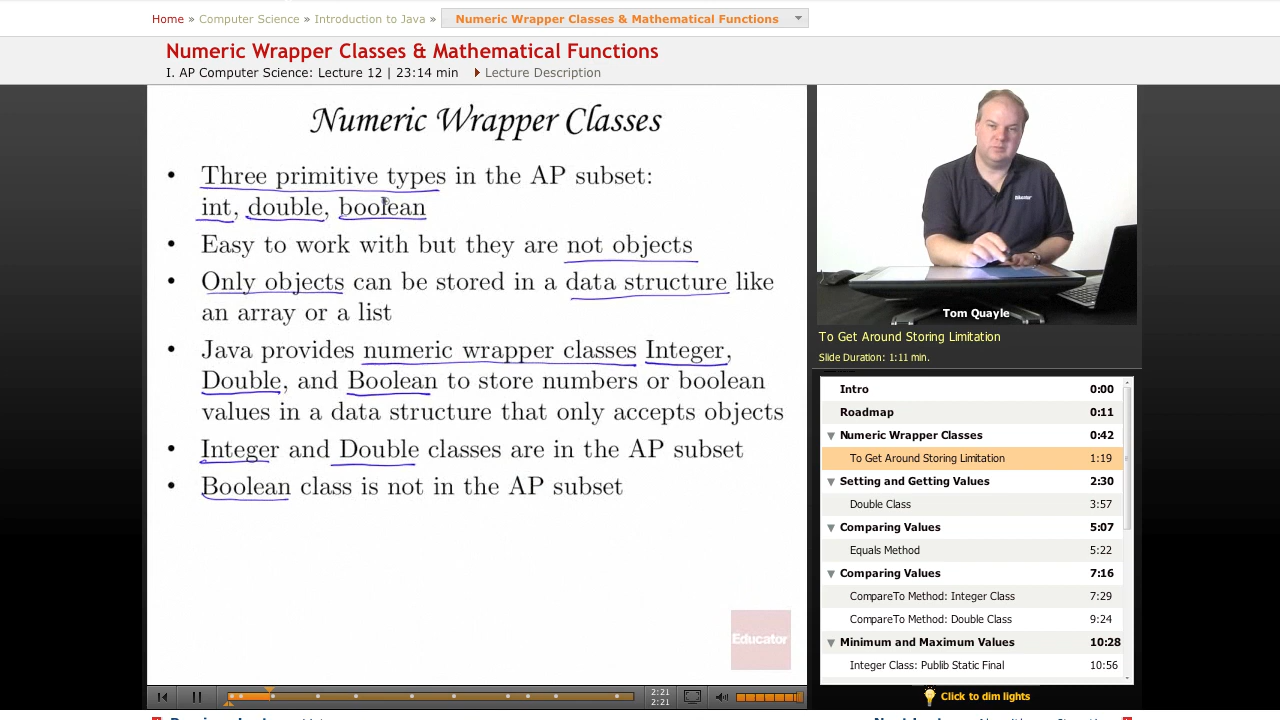 Home » Computer Science » Introduction to Java » Numeric Wrapper Classes & Mathematical Functions
Numeric Wrapper Classes & Mathematical Functions
I. AP Computer Science: Lecture 12 | 23:14 min Lecture Description
Numeric Wrapper Classes
• Three primitive types in the AP subset:
int, double, boolean
• Easy to work with but they are not objects
• Only objects can be stored in a data structure like
an array or a list
• Java provides numeric wrapper classes Integer,
Double, and Boolean to store numbers or boolean
values in a data structure that only accepts objects
• Integer and Double classes are in the AP subset
• Boolean class is not in the AP subset
Educator
2:21
2:21
Educator
Tom Quayle
To Get Around Storing Limitation
Slide Duration: 1:11 min.
Intro 0:00
Roadmap 0:11
Numeric Wrapper Classes 0:42
To Get Around Storing Limitation 1:19
Setting and Getting Values 2:30
Double Class 3:57
Comparing Values 5:07
Equals Method 5:22
Comparing Values 7:16
CompareTo Method: Integer Class 7:29
CompareTo Method: Double Class 9:24
Minimum and Maximum Values 10:28
Integer Class: Publib Static Final 10:56
Click to dim lights